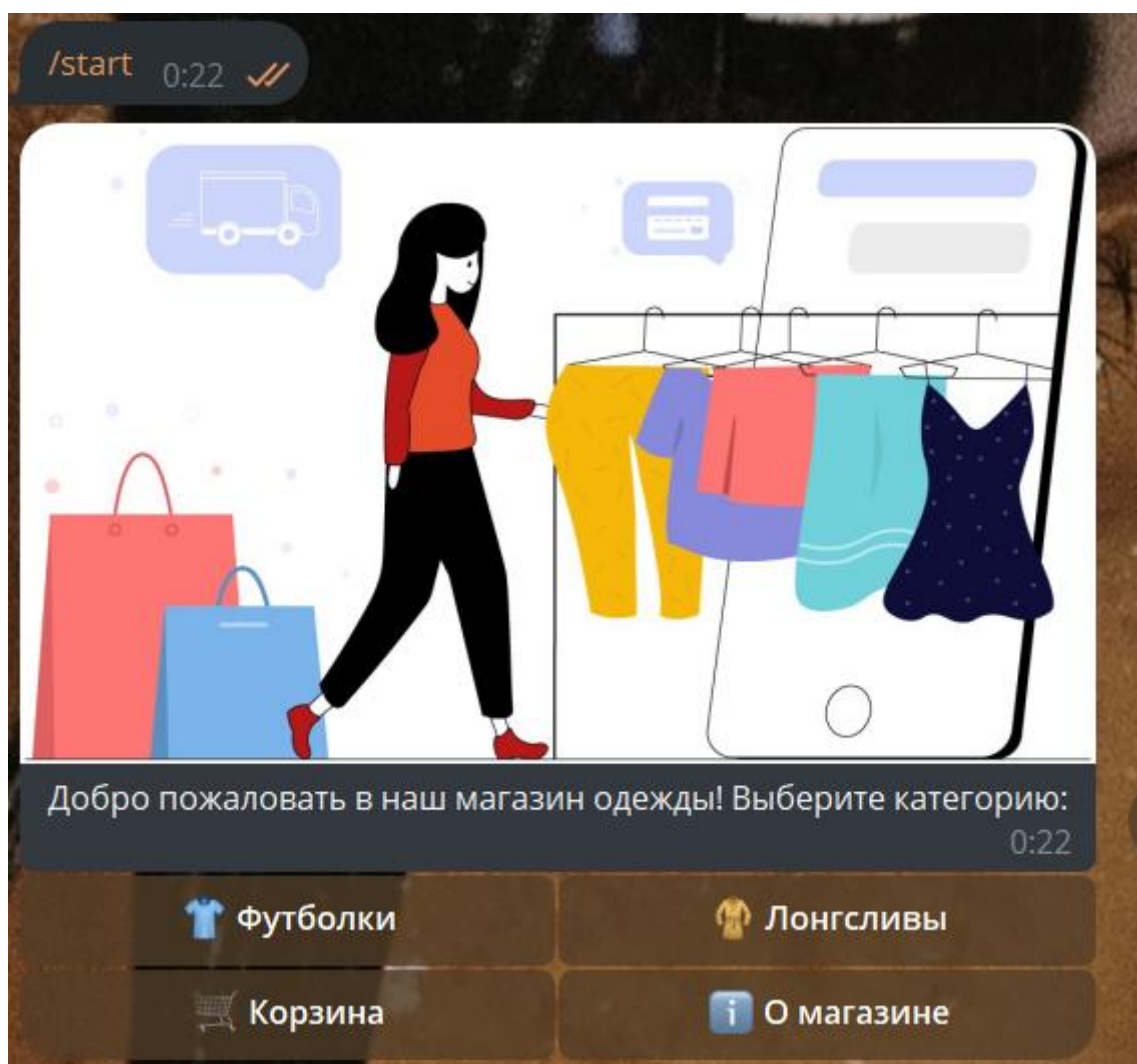 /start 0:22
Добро пожаловать в наш магазин одежды! Выберите категорию:
0:22
Футболки
Лонгсливы
Корзина
О магазине